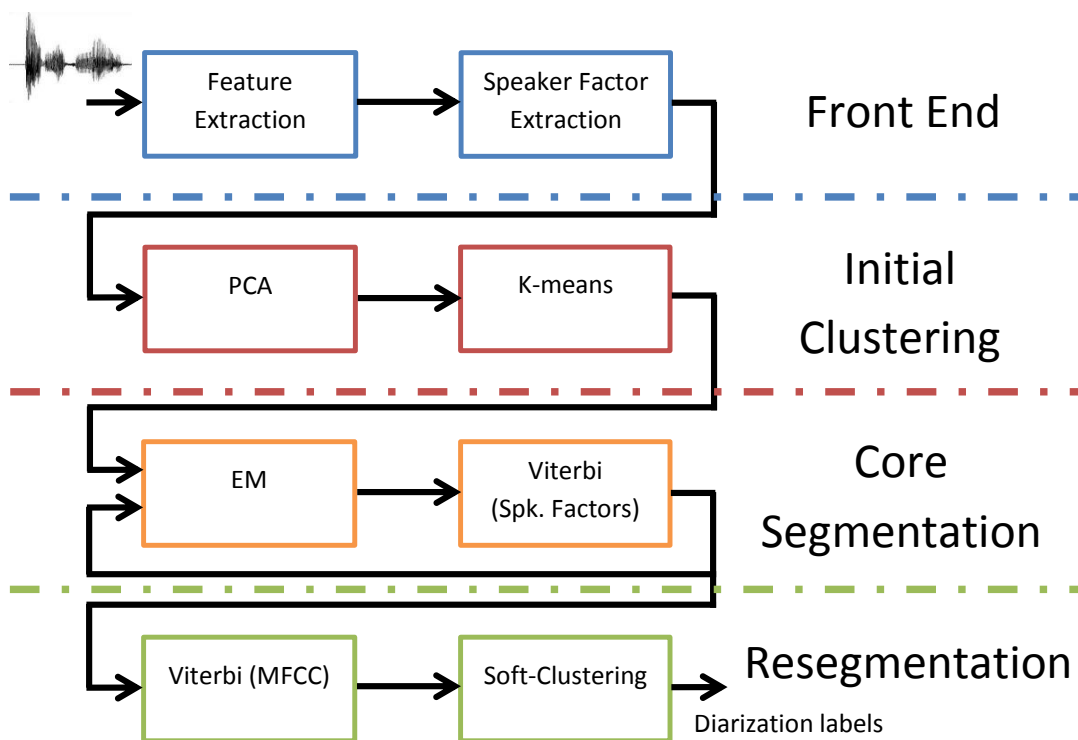 Feature
Extraction
Speaker Factor
Extraction
Front End
PCA
K-means
Initial
Clustering
EM
Viterbi
(Spk. Factors)
Core
Segmentation
Viterbi (MFCC)
Soft-Clustering
Resegmentation
Diarization labels